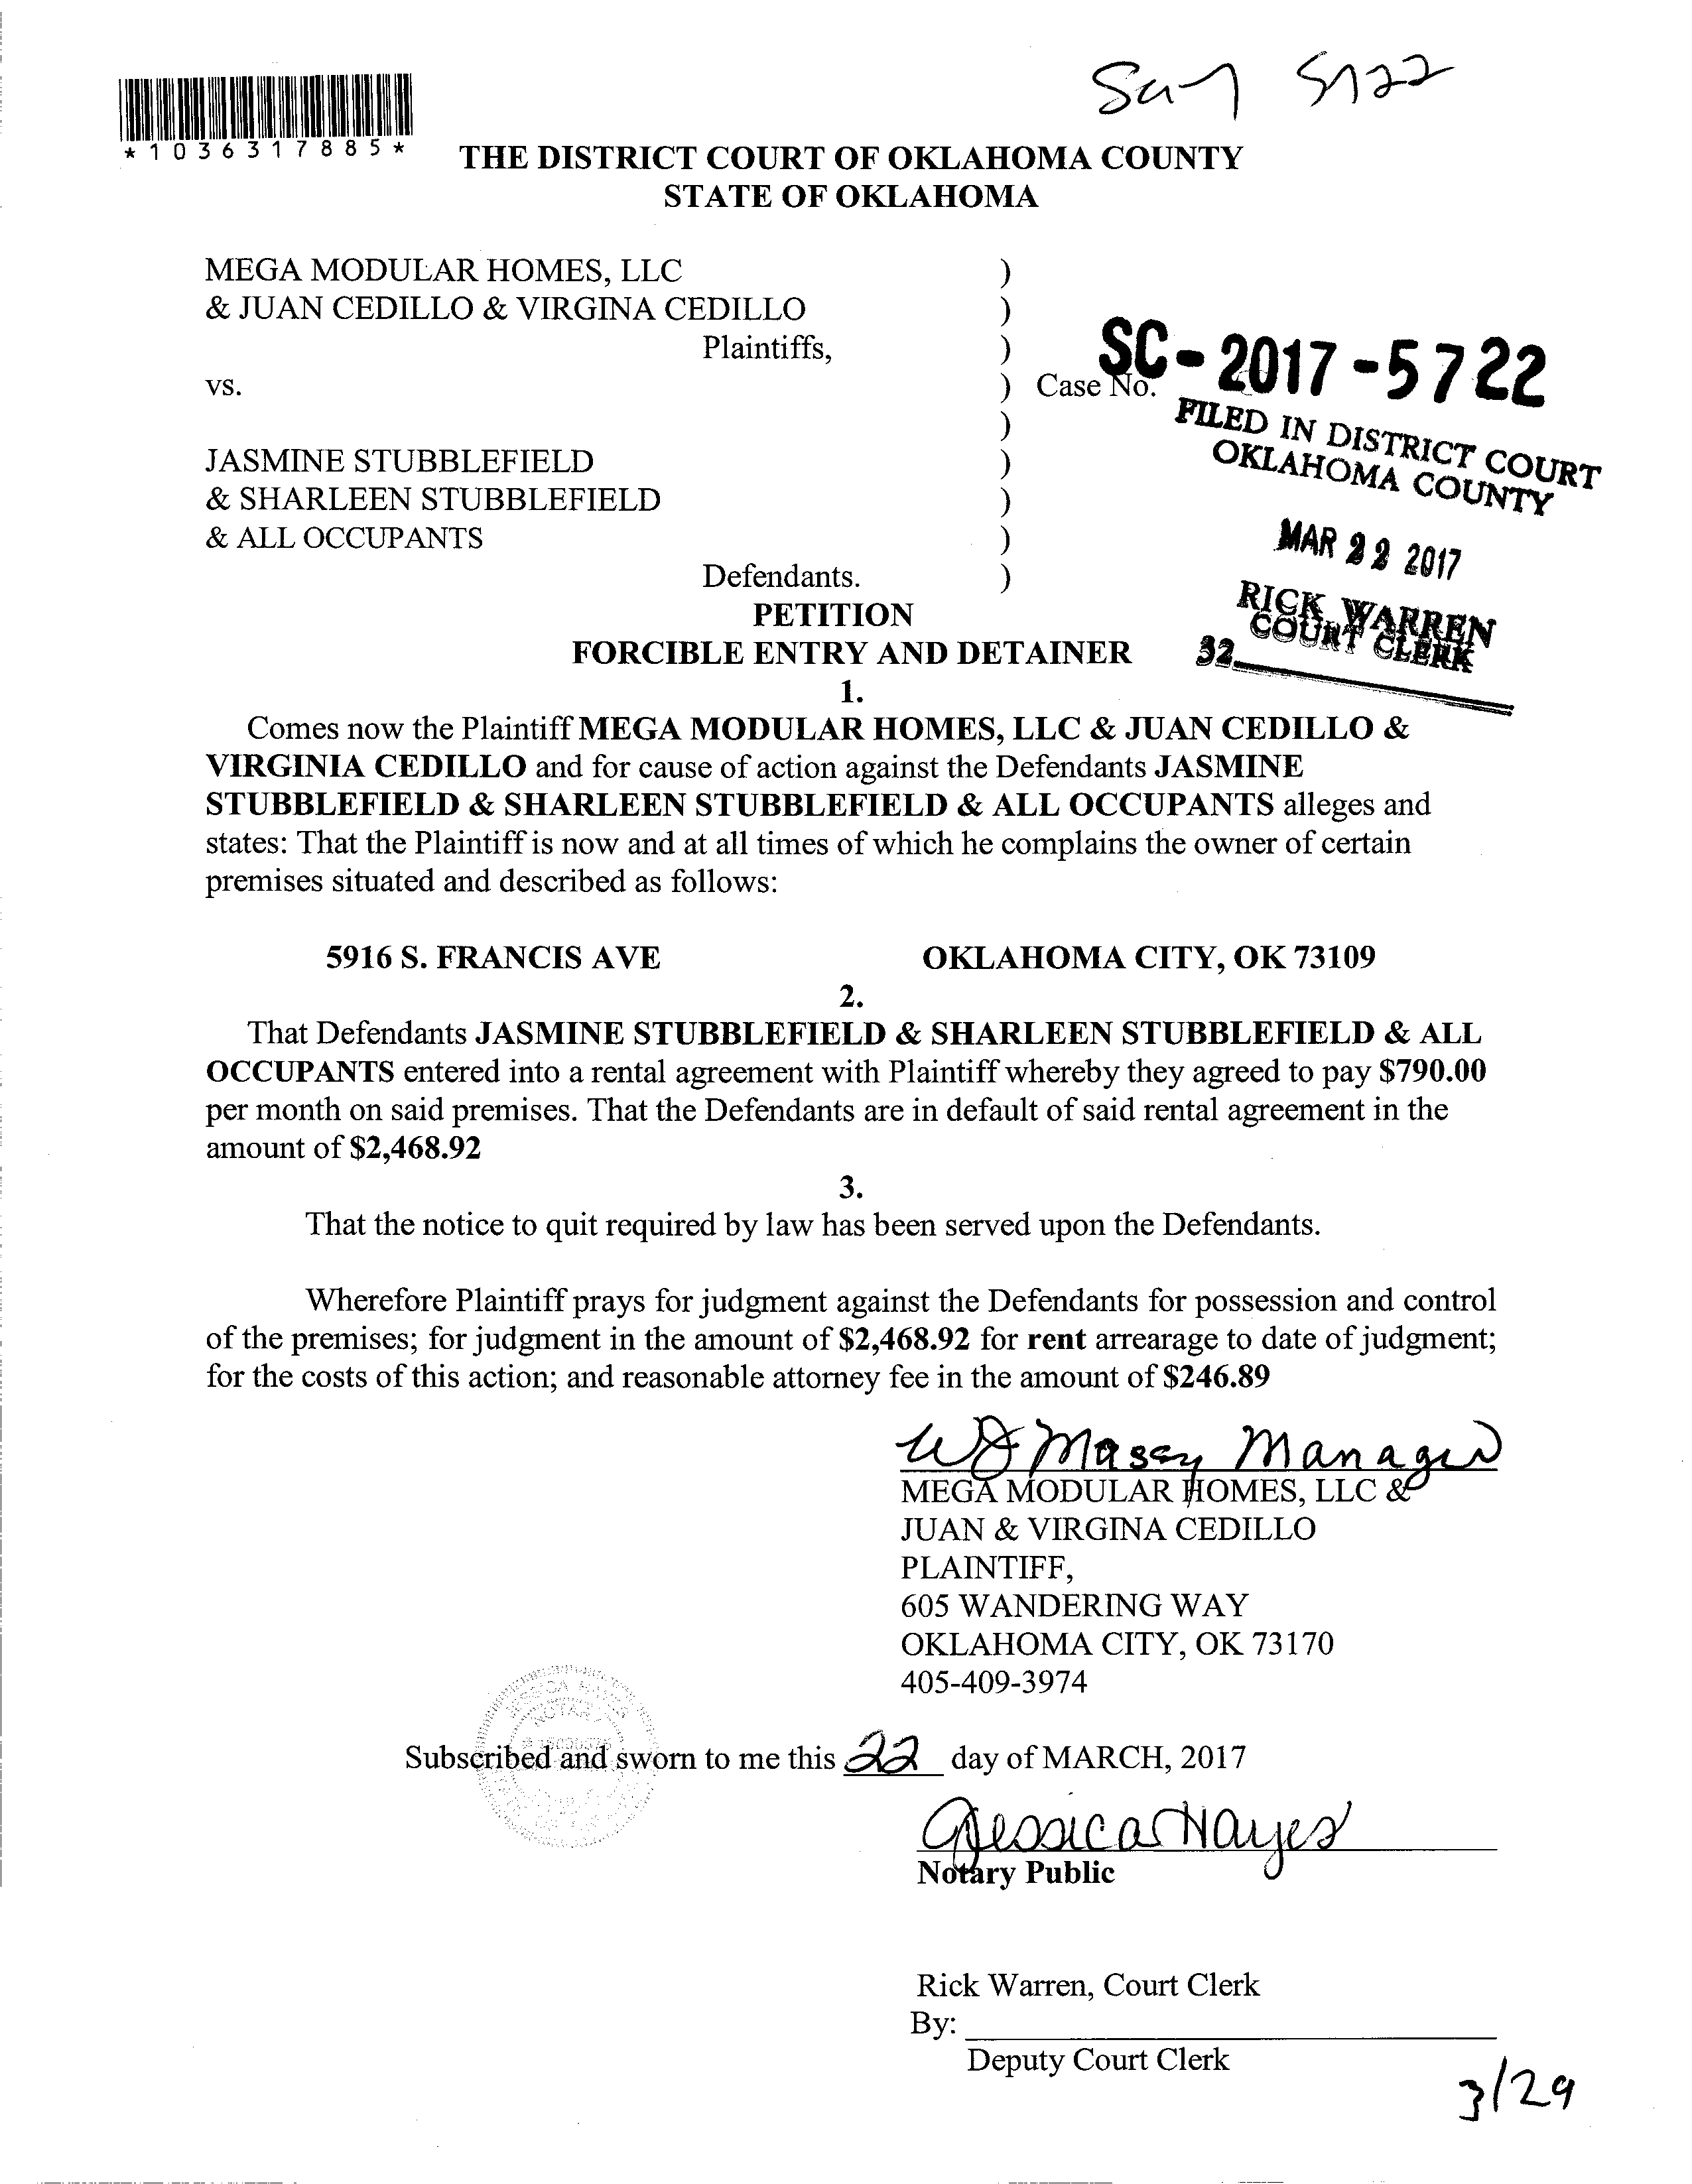 SC-17 5722
*1036317885*
THE DISTRICT COURT OF OKLAHOMA COUNTY
STATE OF OKLAHOMA
MEGA MODULAR HOMES, LLC )
& JUAN CEDILLO & VIRGINA CEDILLO )
Plaintiffs, )
vs. ) Case No. SC-2017-5722
)
FILED IN DISTRICT COURT
OKLAHOMA COUNTY
JASMINE STUBBLEFIELD )
& SHARLEEN STUBBLEFIELD )
& ALL OCCUPANTS )
MAR 22 2017
Defendants. )
RICK WARREN
COURT CLERK
32
PETITION
FORCIBLE ENTRY AND DETAINER
1.
Comes now the Plaintiff MEGA MODULAR HOMES, LLC & JUAN CEDILLO &
VIRGINIA CEDILLO and for cause of action against the Defendants JASMINE
STUBBLEFIELD & SHARLEEN STUBBLEFIELD & ALL OCCUPANTS alleges and
states: That the Plaintiff is now and at all times of which he complains the owner of certain
premises situated and described as follows:
5916 S. FRANCIS AVE OKLAHOMA CITY, OK 73109
2.
That Defendants JASMINE STUBBLEFIELD & SHARLEEN STUBBLEFIELD & ALL
OCCUPANTS entered into a rental agreement with Plaintiff whereby they agreed to pay $790.00
per month on said premises. That the Defendants are in default of said rental agreement in the
amount of $2,468.92
3.
That the notice to quit required by law has been served upon the Defendants.
Wherefore Plaintiff prays for judgment against the Defendants for possession and control
of the premises; for judgment in the amount of $2,468.92 for rent arrearage to date of judgment;
for the costs of this action; and reasonable attorney fee in the amount of $246.89
Massey Manager
MEGA MODULAR HOMES, LLC &
JUAN & VIRGINA CEDILLO
PLAINTIFF,
605 WANDERING WAY
OKLAHOMA CITY, OK 73170
405-409-3974
Subscribed and sworn to me this 22 day of MARCH, 2017
Jessica Hayes
Notary Public
Rick Warren, Court Clerk
By:
Deputy Court Clerk
3/29